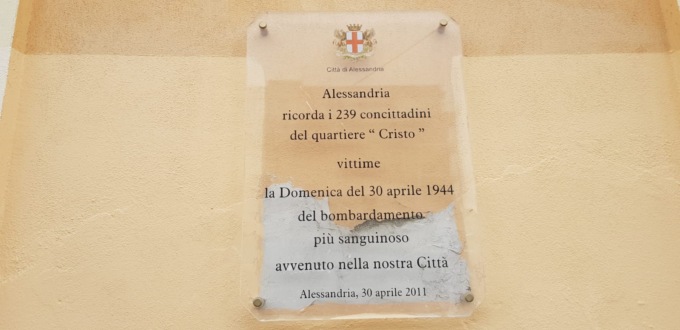 Città di Alessandria
Alessandria
ricorda i 239 concittadini
del quartiere “ Cristo ”
vittime
la Domenica del 30 aprile 1944
del bombardamento
più sanguinoso
avvenuto nella nostra Città
Alessandria, 30 aprile 2011